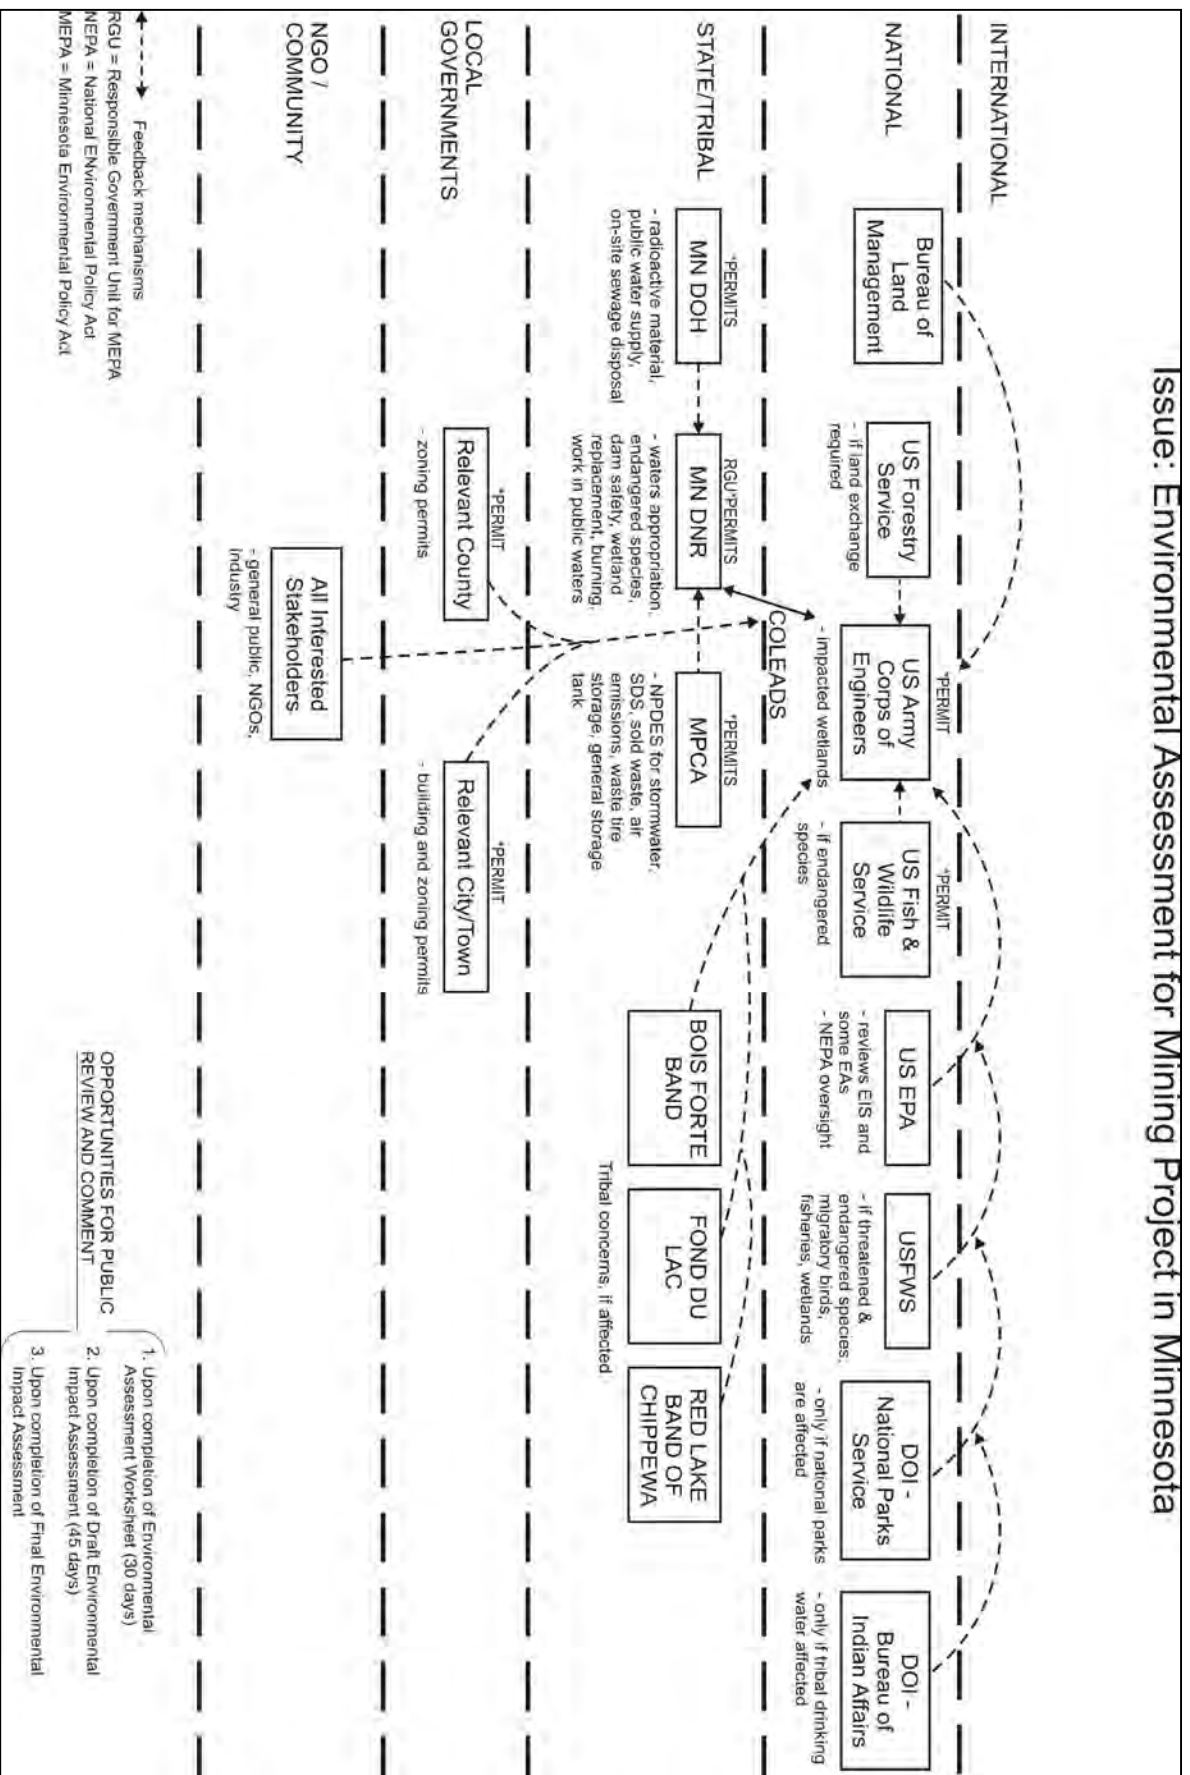 Issue: Environmental Assessment for Mining Project in Minnesota
INTERNATIONAL
NATIONAL
Bureau of
Land
Management
US Forestry
Service
- if land exchange
required
*PERMIT
US Army
Corps of
Engineers
- impacted wetlands
*PERMIT
US Fish &
Wildlife
Service
- if endangered
species
US EPA
- reviews EIS and
some EAs
- NEPA oversight
USFWS
- if threatened &
endangered species,
migratory birds,
fisheries, wetlands
DOI -
National Parks
Service
- only if national parks
are affected
DOI -
Bureau of
Indian Affairs
- only if tribal drinking
water affected
COLEADS
STATE/TRIBAL
*PERMITS
MN DOH
- radioactive material,
public water supply,
on-site sewage disposal
RGU*PERMITS
MN DNR
- waters appropriation,
endangered species,
dam safety, wetland
replacement, burning,
work in public waters
*PERMITS
MPCA
- NPDES for stormwater,
SDS, sold waste, air
emissions, waste tire
storage, general storage
tank
BOIS FORTE
BAND
FOND DU
LAC
RED LAKE
BAND OF
CHIPPEWA
Tribal concerns, if affected
LOCAL
GOVERNMENTS
*PERMIT
Relevant County
- zoning permits
*PERMIT
Relevant City/Town
- building and zoning permits
NGO /
COMMUNITY
All Interested
Stakeholders
- general public, NGOs,
industry
Feedback mechanisms
RGU = Responsible Government Unit for MEPA
NEPA = National ENvironmental Policy Act
MEPA = Minnesota Environmental Policy Act
OPPORTUNITIES FOR PUBLIC
REVIEW AND COMMENT
1. Upon completion of Environmental
Assessment Worksheet (30 days)
2. Upon completion of Draft Environmental
Impact Assessment (45 days)
3. Upon completion of Final Environmental
Impact Assessment